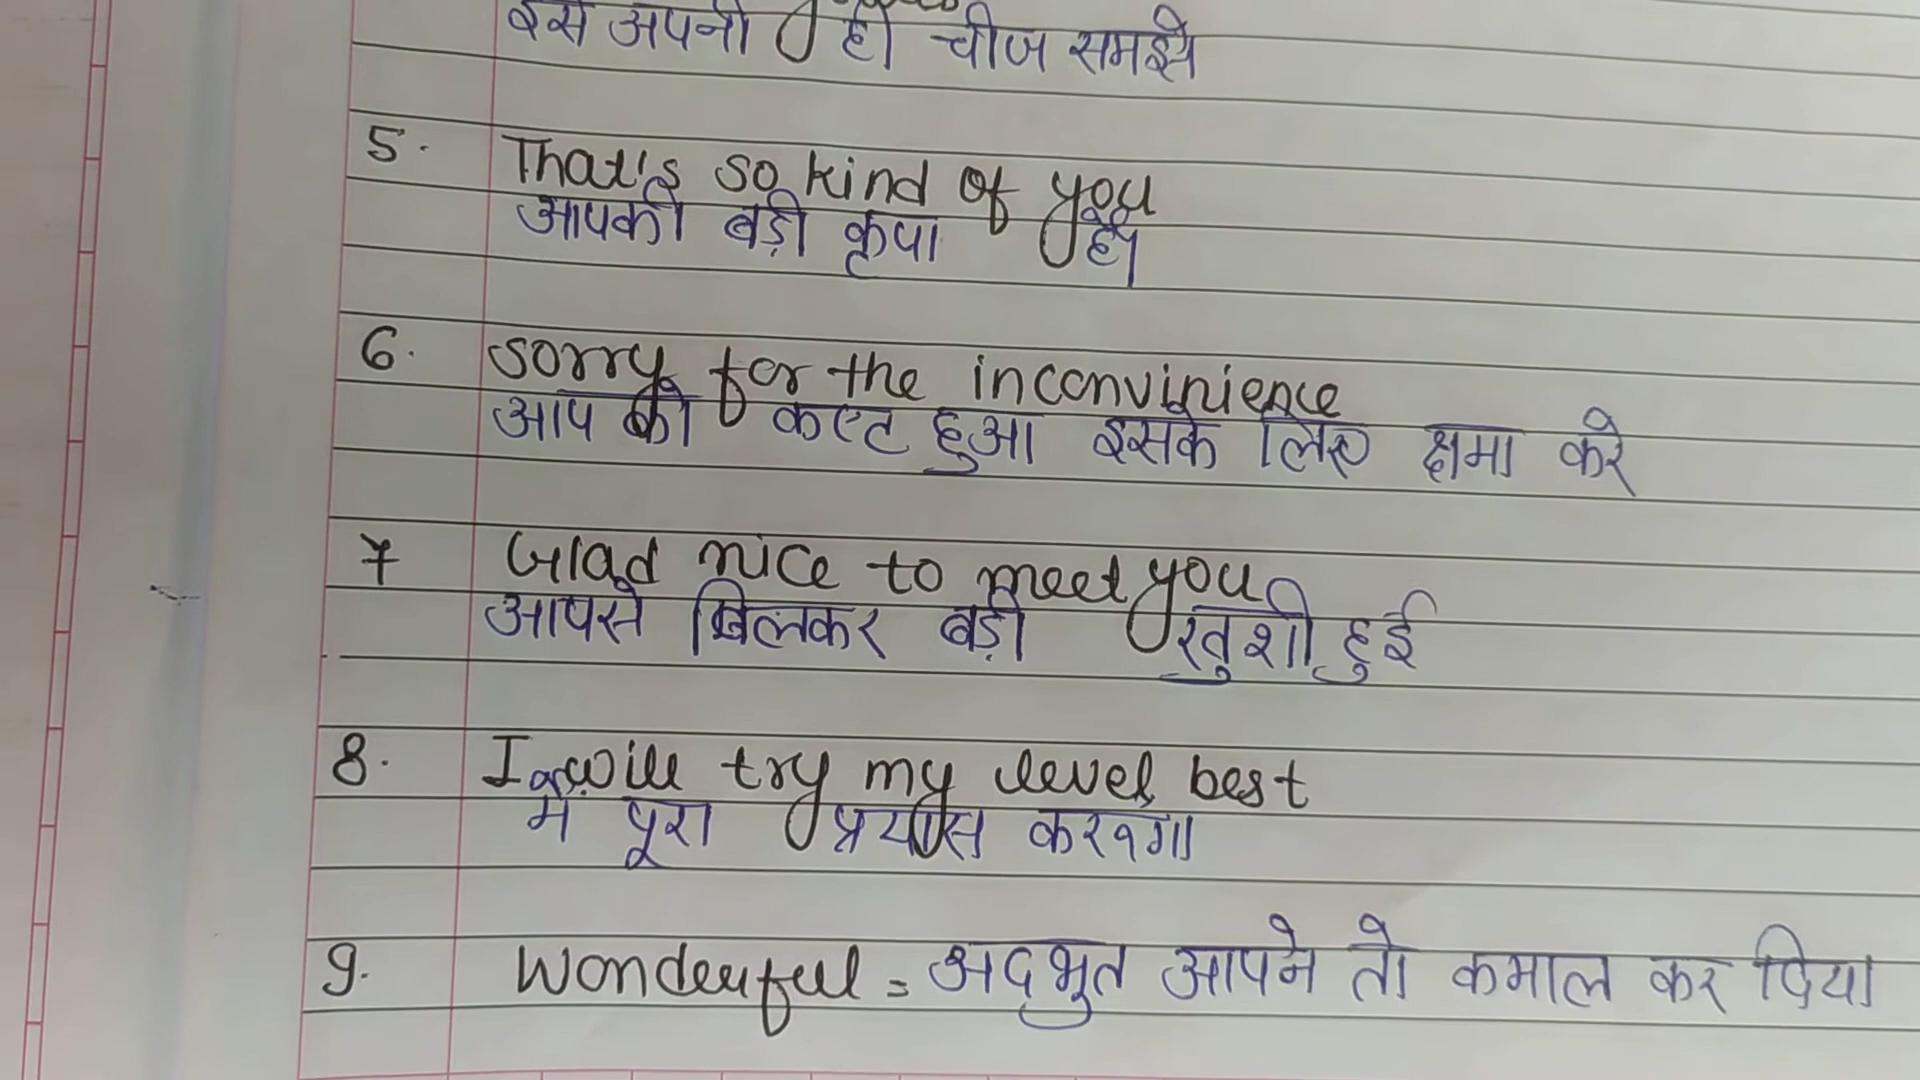 इसे अपनी ही चीज समझे
5. That's so kind of you
आपकी बड़ी कृपा है।
6. sorry for the inconvinience
आप को कष्ट हुआ इसके लिए क्षमा करे
7 Glad nice to meet you
आपसे मिलकर बड़ी खुशी हुई
8. I will try my level best
मैं पूरा प्रयास करूगा
9. Wonderful = अदभुत आपने तो कमाल कर दिया